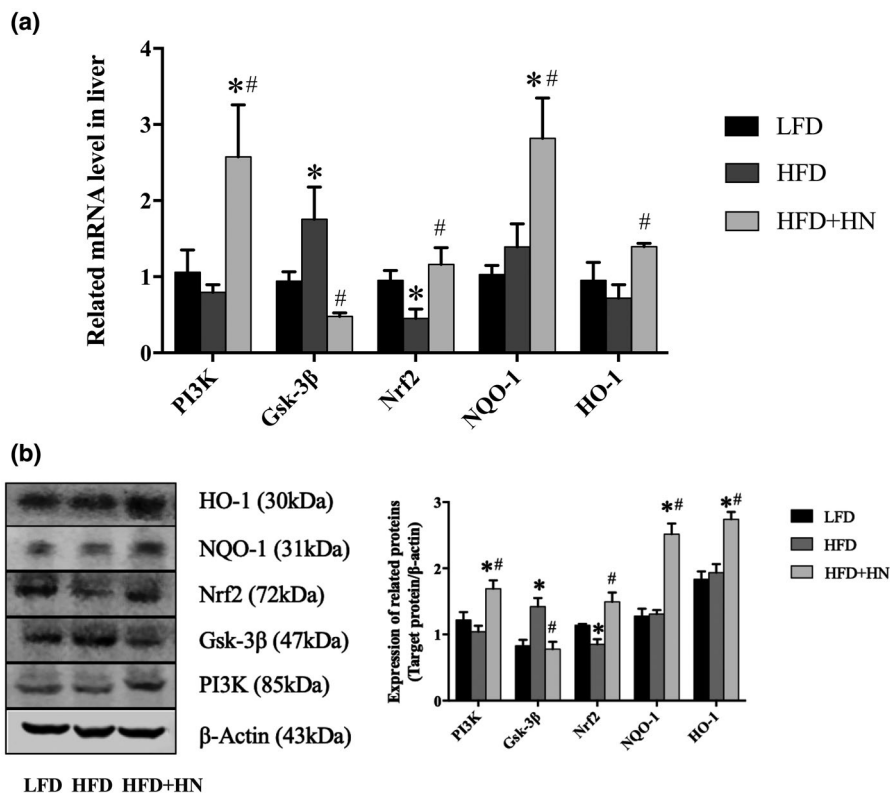 (a)
Related mRNA level in liver
4
3
2
1
0
*#
*
#
*
#
*#
#
PI3K
Gsk-3β
Nrf2
NQO-1
HO-1
LFD
HFD
HFD+HN
(b)
HO-1 (30kDa)
NQO-1 (31kDa)
Nrf2 (72kDa)
Gsk-3β (47kDa)
PI3K (85kDa)
β-Actin (43kDa)
LFD HFD HFD+HN
Expression of related proteins
(Target protein/β-actin)
3
2
1
0
*#
*
#
*
#
*#
*#
PI3K
Gsk-3β
Nrf2
NQO-1
HO-1
LFD
HFD
HFD+HN